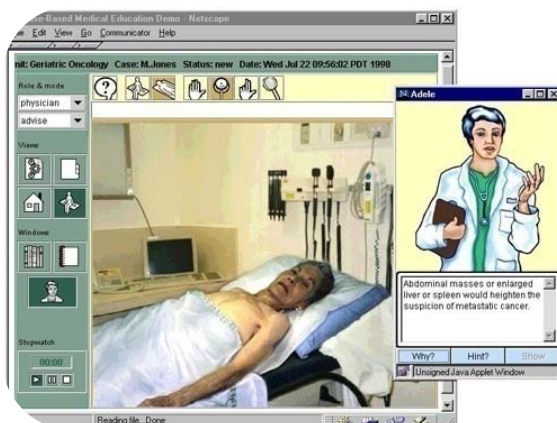 -Based Medical Education Demo - Netscape
Edit View Go Communicator Help
nit: Geriatric Oncology Case: M.Jones Status: new Date: Wed Jul 22 09:56:02 PDT 1998
Role & mode
physician
advise
Views
Windows
Stopwatch
00:00
Reading file...Done
Adele
Abdominal masses or enlarged
liver or spleen would heighten the
suspicion of metastatic cancer.
Why? Hint? Show
Unsigned Java Applet Window